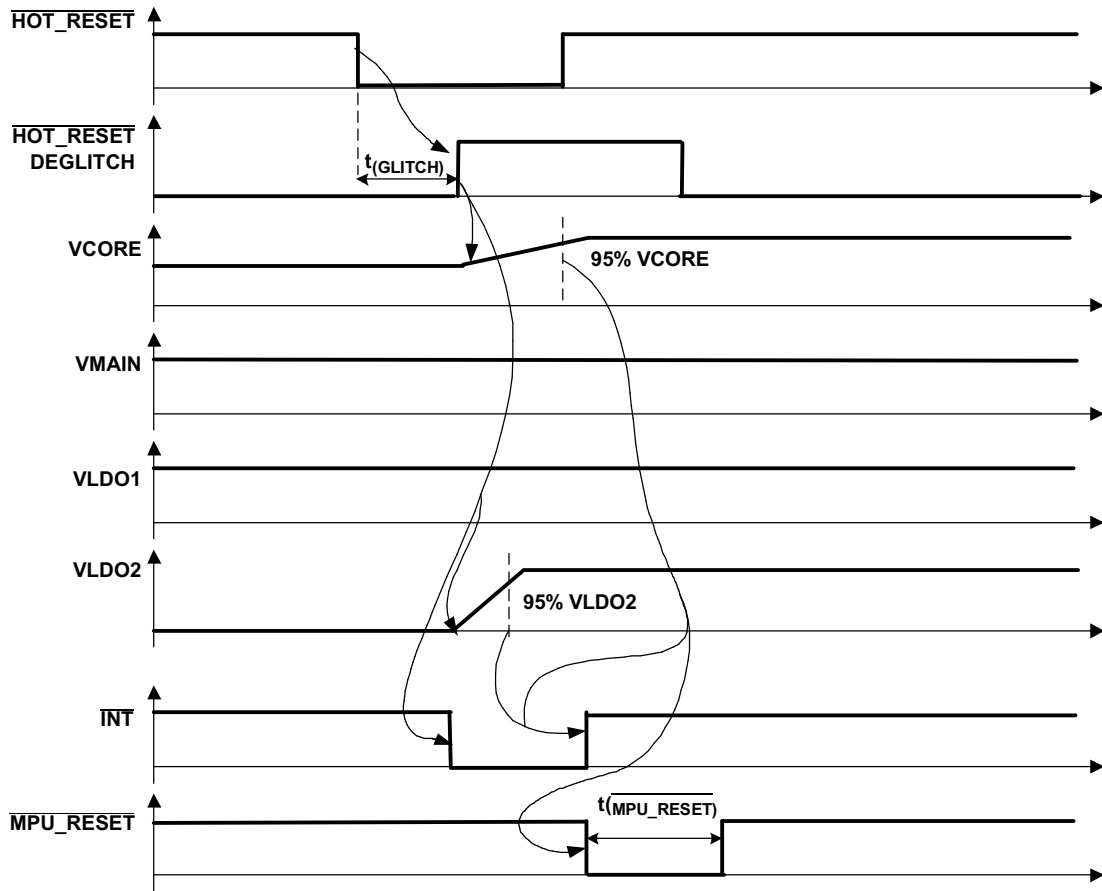 HOT_RESET
HOT_RESET
DEGLITCH
t(GLITCH)
VCORE
95% VCORE
VMAIN
VLDO1
VLDO2
95% VLDO2
INT
t(MPU_RESET)
MPU_RESET